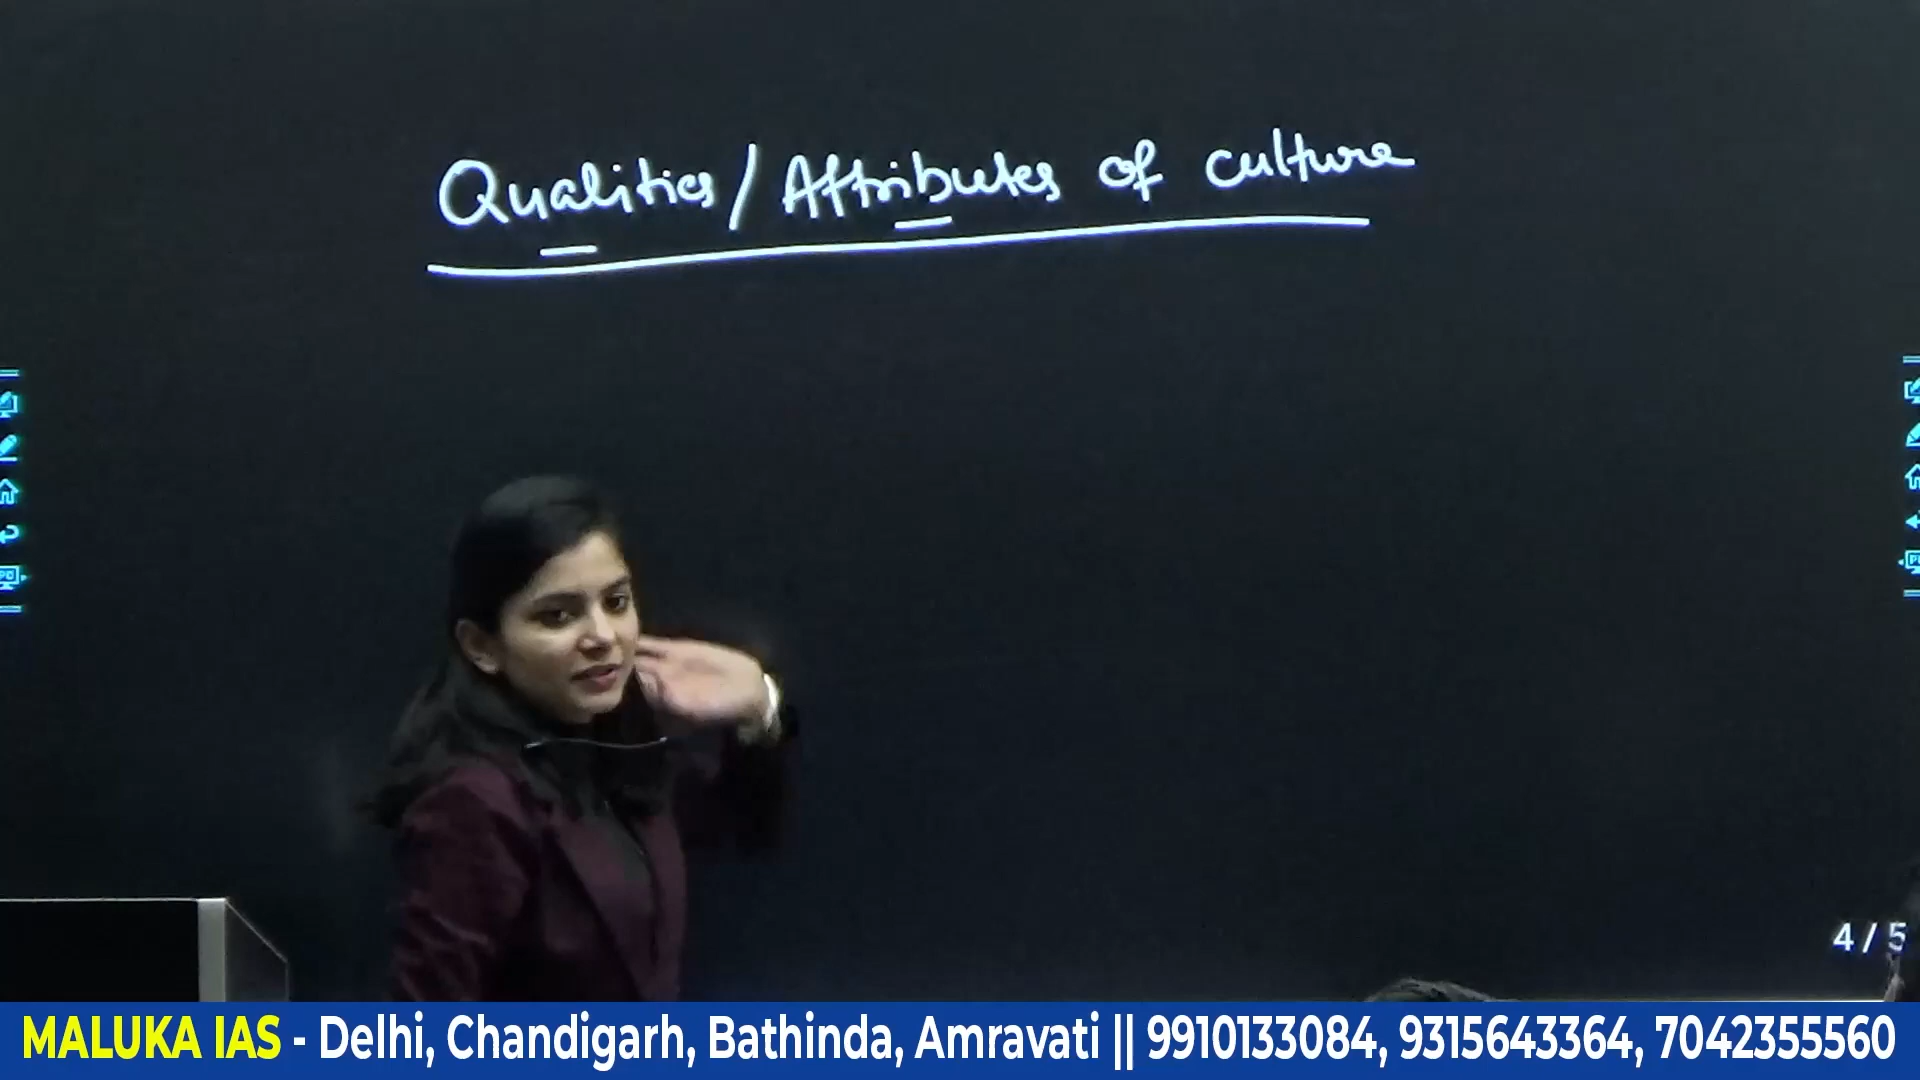 Qualities/Attributes of culture
4 / 5
MALUKA IAS - Delhi, Chandigarh, Bathinda, Amravati || 9910133084, 9315643364, 7042355560